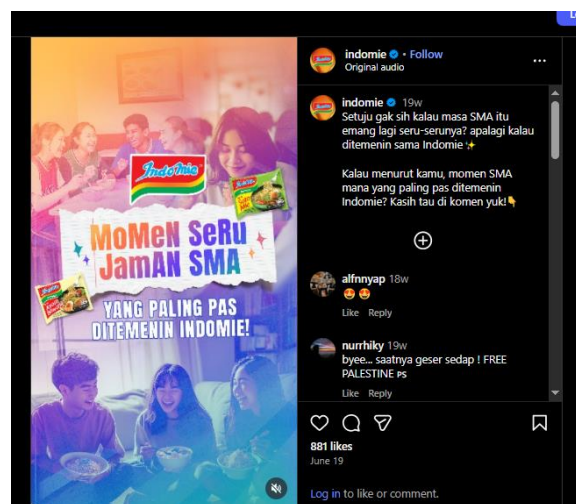 Indomie
MoMeN SeRu
JamAN SMA
YANG PALING PAS
DITEMENIN INDOMIE!
indomie • Follow
Original audio
indomie 19w
Setuju gak sih kalau masa SMA itu
emang lagi seru-serunya? apalagi kalau
ditemenin sama Indomie ✨
Kalau menurut kamu, momen SMA
mana yang paling pas ditemenin
Indomie? Kasih tau di komen yuk!👇
alfnnyap 18w
😍😍
Like Reply
nurrhiky 19w
byee... saatnya geser sedap ! FREE
PALESTINE 🇵🇸
Like Reply
881 likes
June 19
Log in to like or comment.